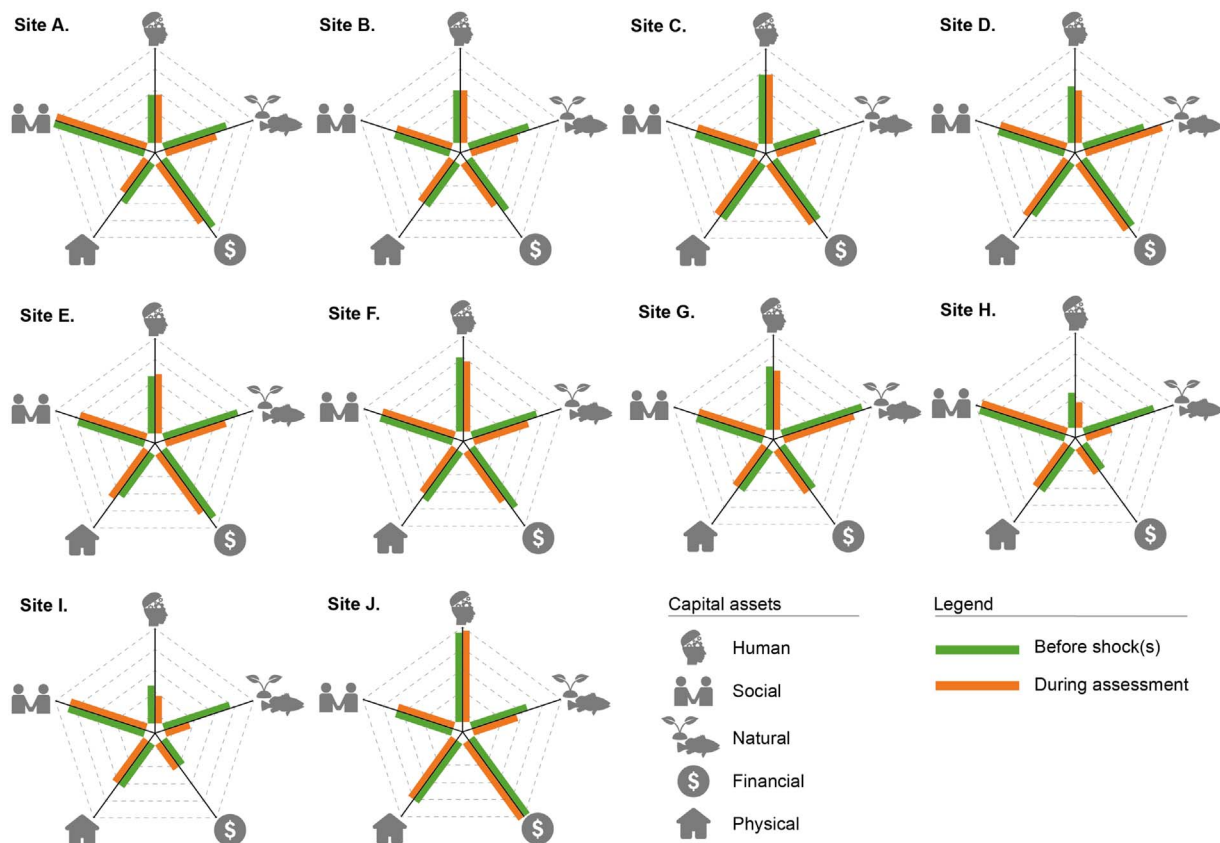 Site A.
Site B.
Site C.
Site D.
$
$
$
$
Site E.
Site F.
Site G.
Site H.
$
$
$
$
Site I.
Site J.
Capital assets
Legend
Human
Before shock(s)
Social
During assessment
Natural
$
Financial
$
$
Physical